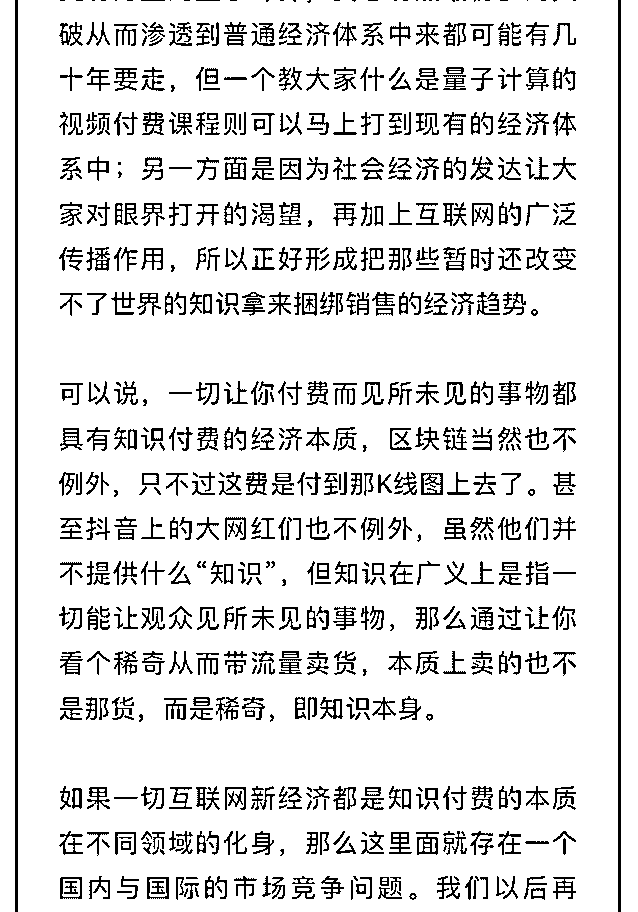 破从而渗透到普通经济体系中来都可能有几
十年要走，但一个教大家什么是量子计算的
视频付费课程则可以马上打到现有的经济体
系中；另一方面是因为社会经济的发达让大
家对眼界打开的渴望，再加上互联网的广泛
传播作用，所以正好形成把那些暂时还改变
不了世界的知识拿来捆绑销售的经济趋势。
可以说，一切让你付费而见所未见的事物都
具有知识付费的经济本质，区块链当然也不
例外，只不过这费是付到那K线图上去了。甚
至抖音上的大网红们也不例外，虽然他们并
不提供什么“知识”，但知识在广义上是指一
切能让观众见所未见的事物，那么通过让你
看个稀奇从而带流量卖货，本质上卖的也不
是那货，而是稀奇，即知识本身。
如果一切互联网新经济都是知识付费的本质
在不同领域的化身，那么这里面就存在一个
国内与国际的市场竞争问题。我们以后再